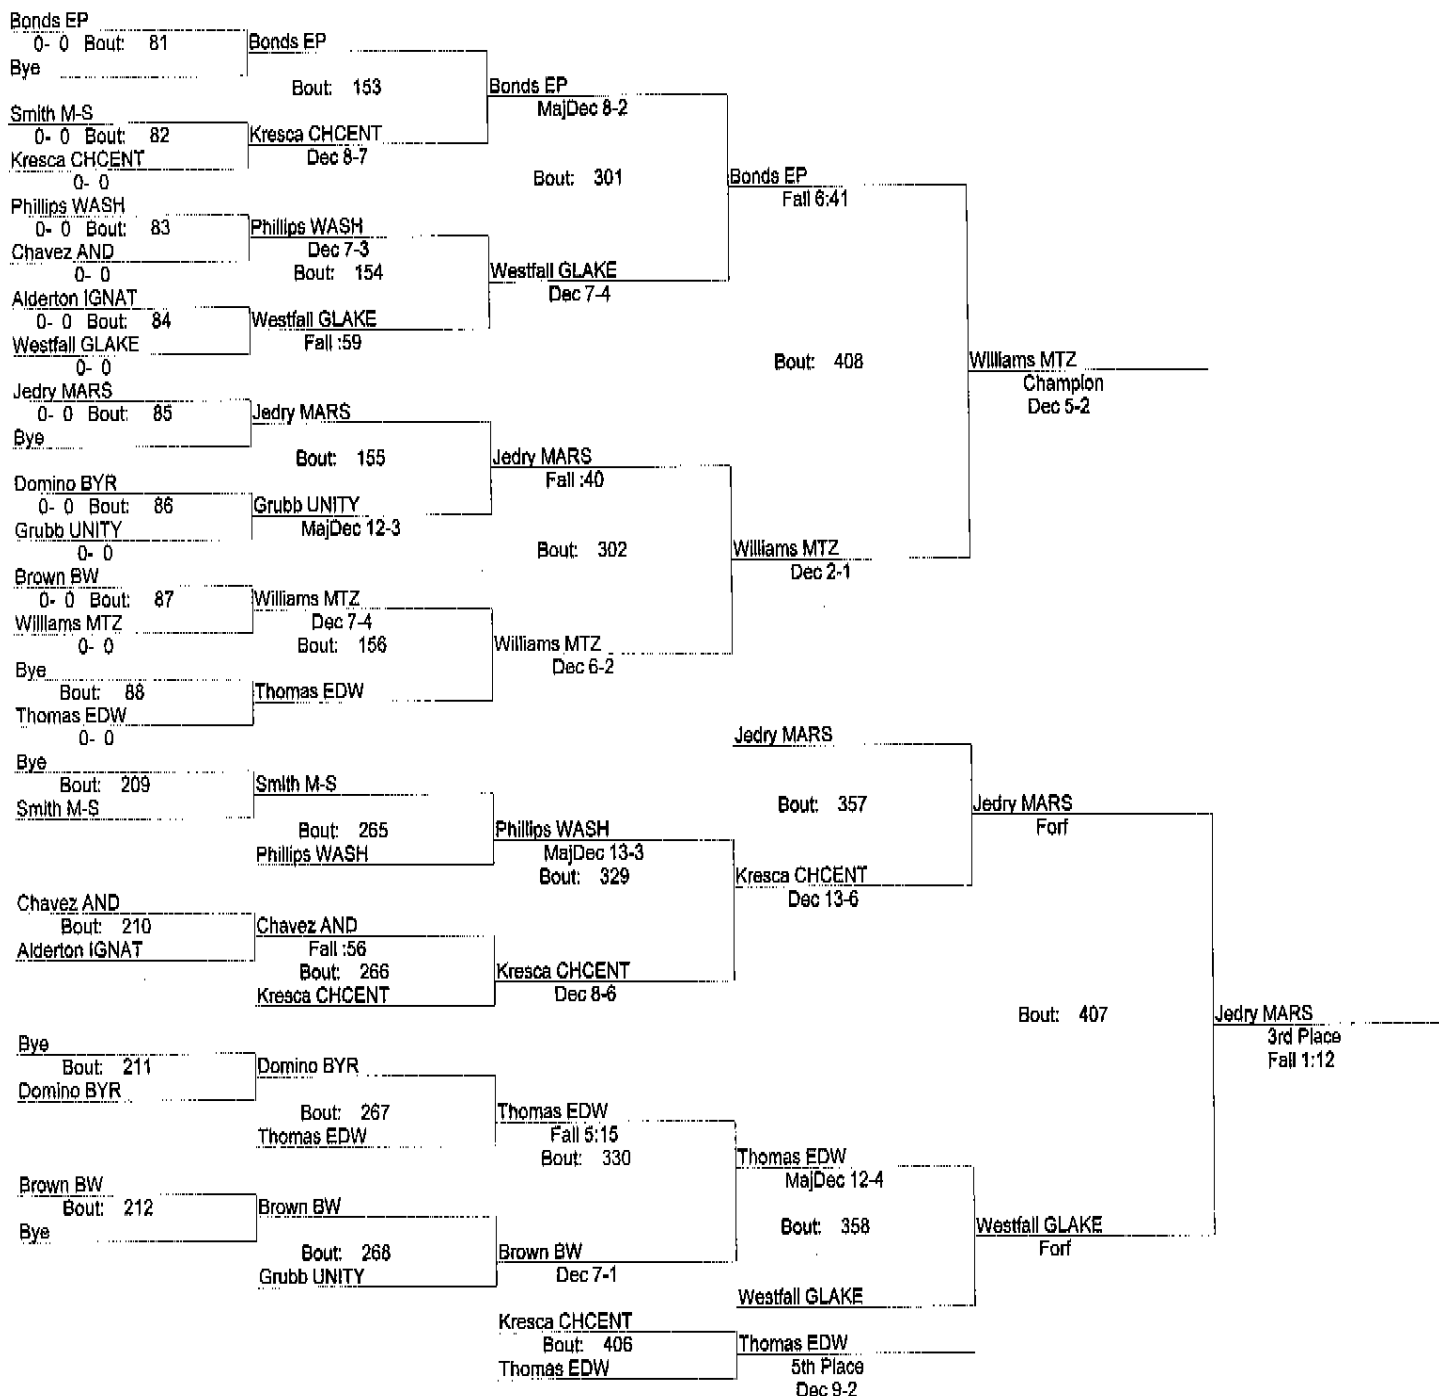 Bonds EP
0- 0 Bout: 81
Bye
Bonds EP
Bout: 153
Smith M-S
0- 0 Bout: 82
Kresca CHCENT
0- 0
Kresca CHCENT
Dec 8-7
Bonds EP
MajDec 8-2
Bout: 301
Phillips WASH
0- 0 Bout: 83
Chavez AND
0- 0
Phillips WASH
Dec 7-3
Bout: 154
Alderton IGNAT
0- 0 Bout: 84
Westfall GLAKE
0- 0
Westfall GLAKE
Fall :59
Westfall GLAKE
Dec 7-4
Bonds EP
Fall 6:41
Bout: 408
Williams MTZ
Champion
Dec 5-2
Jedry MARS
0- 0 Bout: 85
Bye
Jedry MARS
Bout: 155
Domino BYR
0- 0 Bout: 86
Grubb UNITY
0- 0
Grubb UNITY
MajDec 12-3
Jedry MARS
Fall :40
Bout: 302
Williams MTZ
Dec 2-1
Brown BW
0- 0 Bout: 87
Williams MTZ
0- 0
Williams MTZ
Dec 7-4
Bout: 156
Bye
Bout: 88
Thomas EDW
0- 0
Thomas EDW
Williams MTZ
Dec 6-2
Bye
Bout: 209
Smith M-S
Smith M-S
Bout: 265
Phillips WASH
Phillips WASH
MajDec 13-3
Bout: 329
Jedry MARS
Bout: 357
Kresca CHCENT
Dec 13-6
Jedry MARS
Forf
Chavez AND
Bout: 210
Alderton IGNAT
Chavez AND
Fall :56
Bout: 266
Kresca CHCENT
Kresca CHCENT
Dec 8-6
Bout: 407
Jedry MARS
3rd Place
Fall 1:12
Bye
Bout: 211
Domino BYR
Domino BYR
Bout: 267
Thomas EDW
Thomas EDW
Fall 5:15
Bout: 330
Thomas EDW
MajDec 12-4
Bout: 358
Westfall GLAKE
Westfall GLAKE
Forf
Brown BW
Bout: 212
Bye
Brown BW
Bout: 268
Grubb UNITY
Brown BW
Dec 7-1
Kresca CHCENT
Bout: 406
Thomas EDW
Thomas EDW
5th Place
Dec 9-2